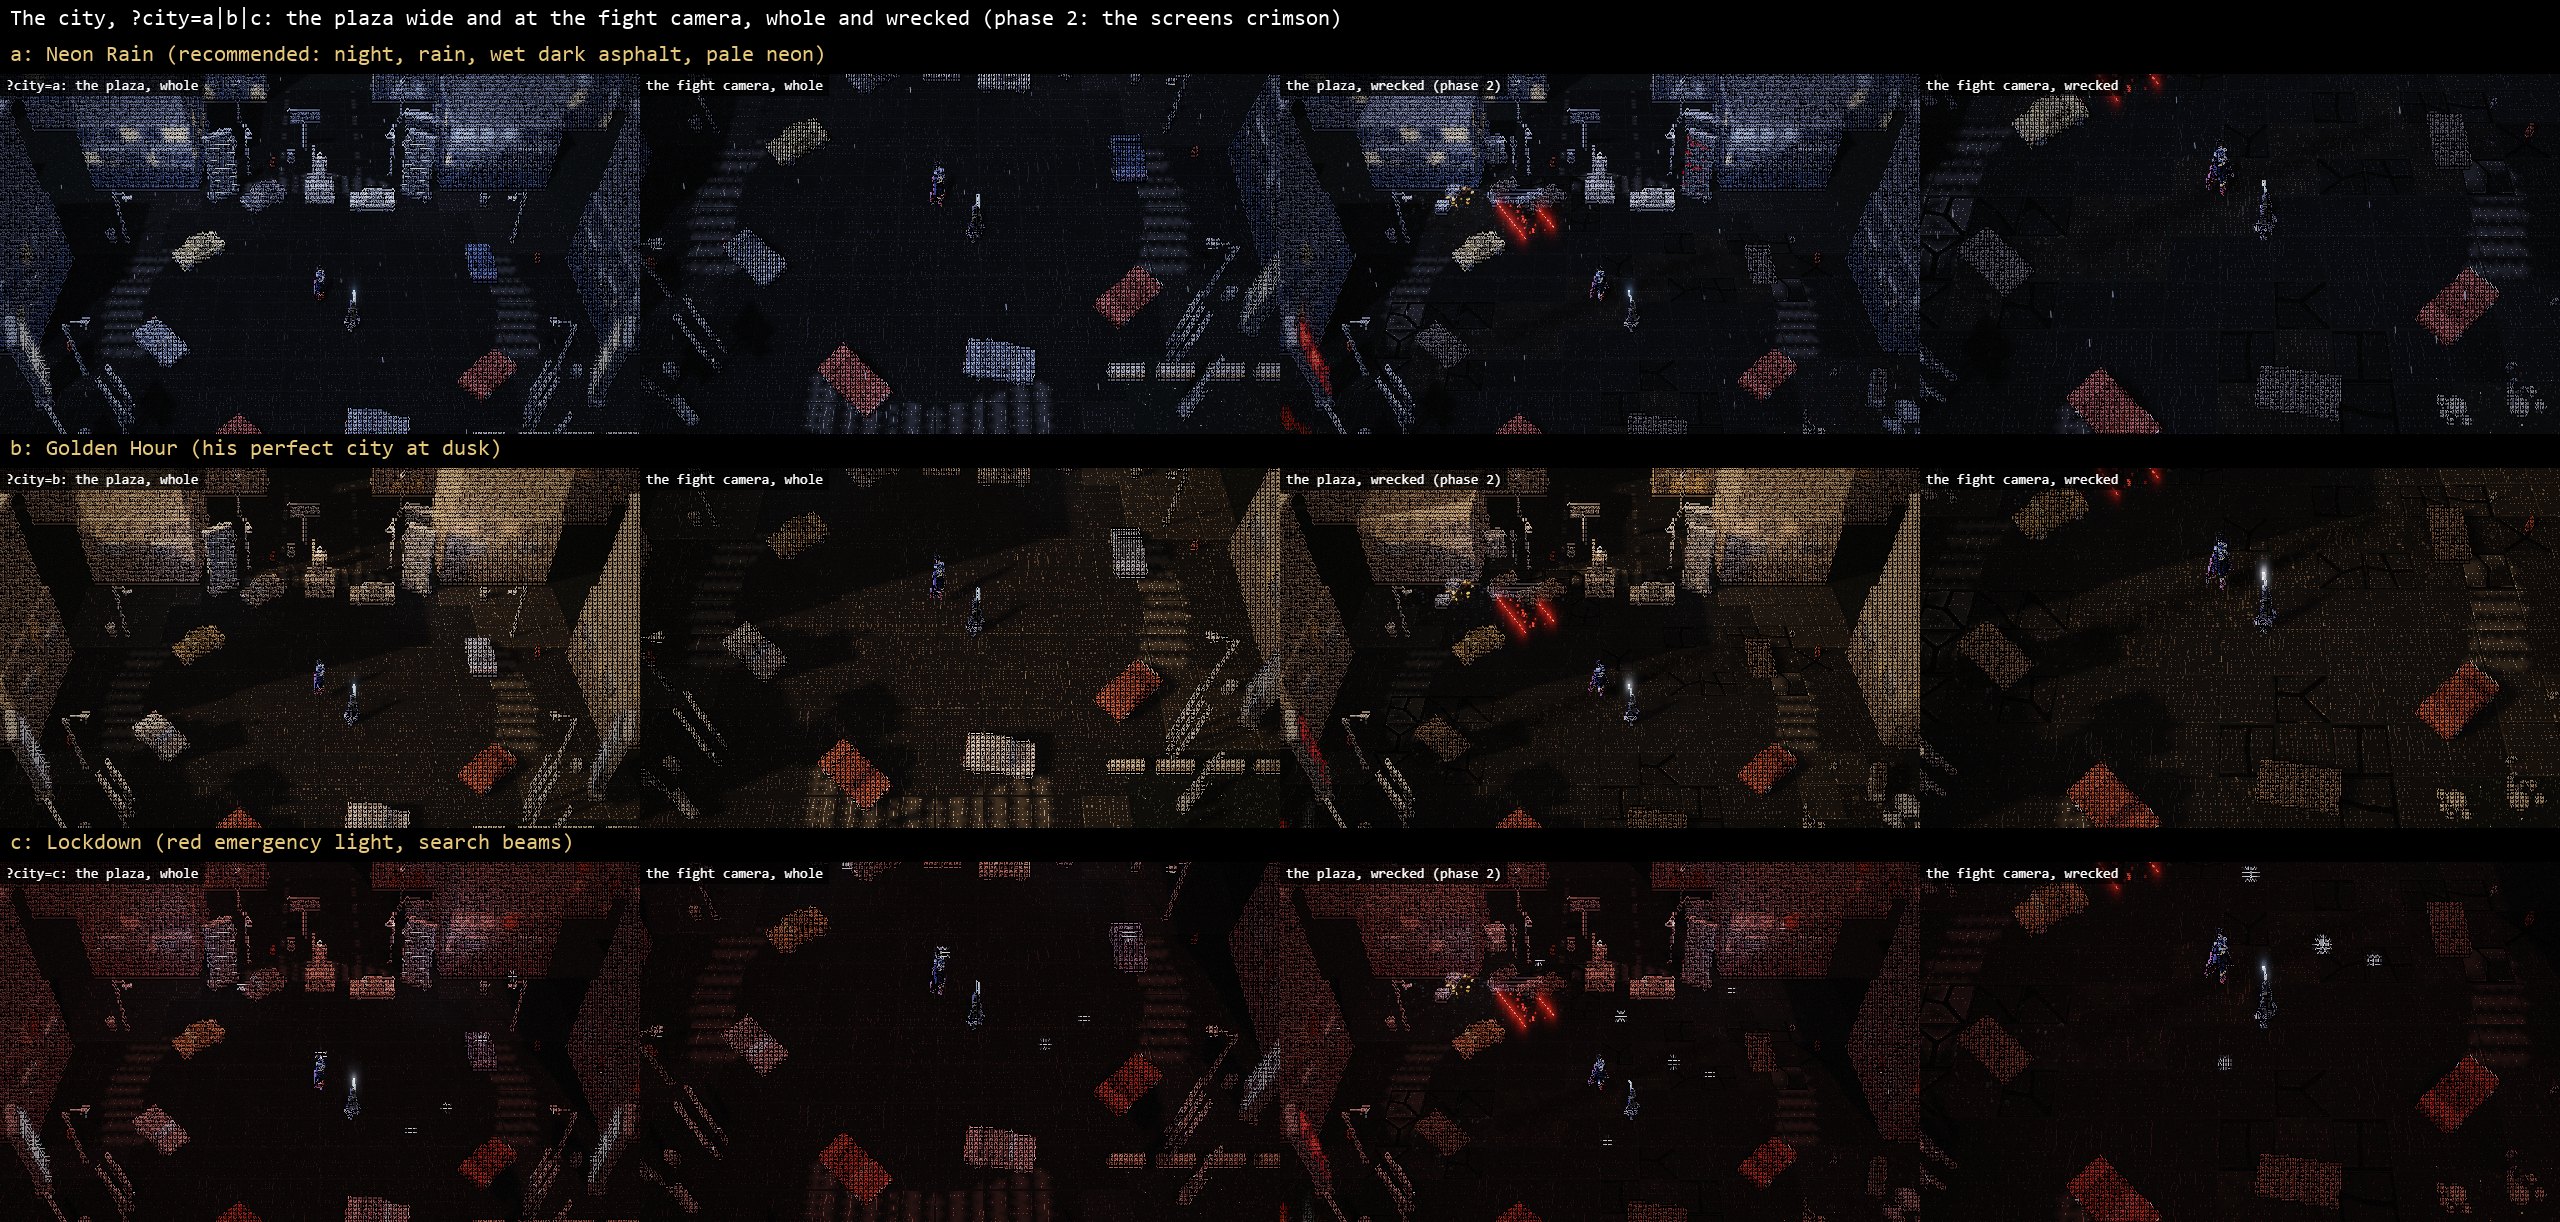 The city, ?city=a|b|c: the plaza wide and at the fight camera, whole and wrecked (phase 2: the screens crimson)
a: Neon Rain (recommended: night, rain, wet dark asphalt, pale neon)
?city=a: the plaza, whole
the fight camera, whole
the plaza, wrecked (phase 2)
the fight camera, wrecked
b: Golden Hour (his perfect city at dusk)
?city=b: the plaza, whole
the fight camera, whole
the plaza, wrecked (phase 2)
the fight camera, wrecked
c: Lockdown (red emergency light, search beams)
?city=c: the plaza, whole
the fight camera, whole
the plaza, wrecked (phase 2)
the fight camera, wrecked